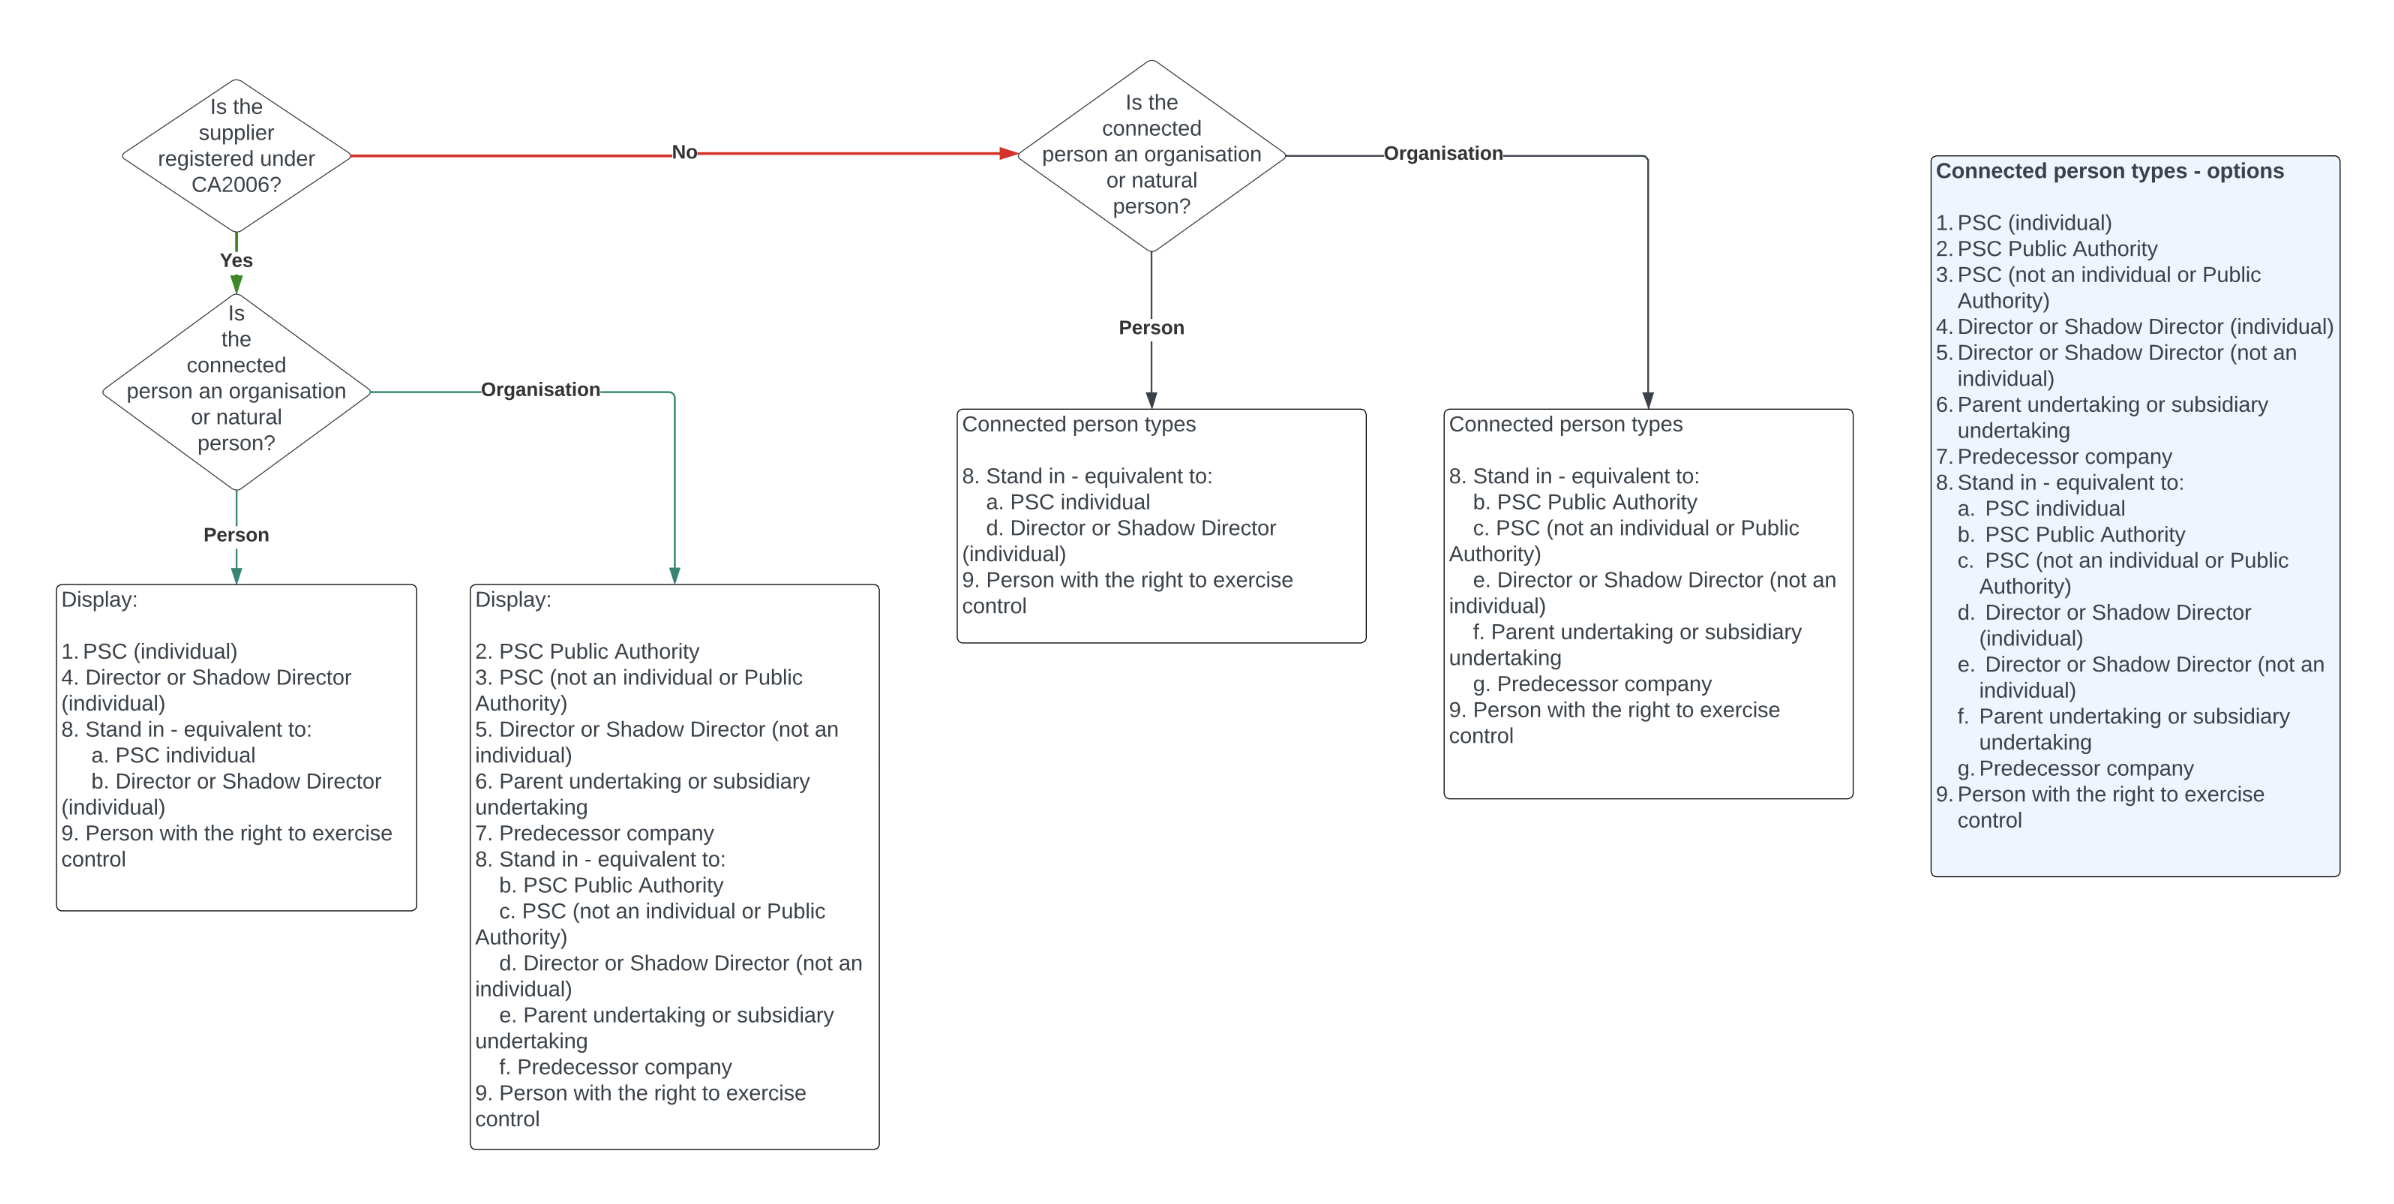 Is the
supplier
registered under
CA2006?
No
Is the
connected
person an organisation
or natural
person?
Organisation
Yes
Is
the
connected
person an organisation
or natural
person?
Organisation
Person
Person
Display:
1. PSC (individual)
4. Director or Shadow Director
(individual)
8. Stand in - equivalent to:
a. PSC individual
b. Director or Shadow Director
(individual)
9. Person with the right to exercise
control
Display:
2. PSC Public Authority
3. PSC (not an individual or Public
Authority)
5. Director or Shadow Director (not an
individual)
6. Parent undertaking or subsidiary
undertaking
7. Predecessor company
8. Stand in - equivalent to:
b. PSC Public Authority
c. PSC (not an individual or Public
Authority)
d. Director or Shadow Director (not an
individual)
e. Parent undertaking or subsidiary
undertaking
f. Predecessor company
9. Person with the right to exercise
control
Connected person types
8. Stand in - equivalent to:
a. PSC individual
d. Director or Shadow Director
(individual)
9. Person with the right to exercise
control
Connected person types
8. Stand in - equivalent to:
b. PSC Public Authority
c. PSC (not an individual or Public
Authority)
e. Director or Shadow Director (not an
individual)
f. Parent undertaking or subsidiary
undertaking
g. Predecessor company
9. Person with the right to exercise
control
Connected person types - options
1. PSC (individual)
2. PSC Public Authority
3. PSC (not an individual or Public
Authority)
4. Director or Shadow Director (individual)
5. Director or Shadow Director (not an
individual)
6. Parent undertaking or subsidiary
undertaking
7. Predecessor company
8. Stand in - equivalent to:
a. PSC individual
b. PSC Public Authority
c. PSC (not an individual or Public
Authority)
d. Director or Shadow Director
(individual)
e. Director or Shadow Director (not an
individual)
f. Parent undertaking or subsidiary
undertaking
g. Predecessor company
9. Person with the right to exercise
control